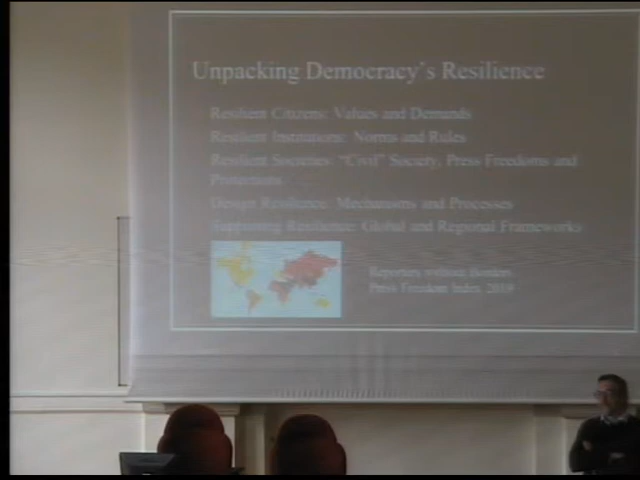 Unpacking Democracy's Resilience
Resilient Citizens: Values and Demands
Resilient Institutions: Norms and Rules
Resilient Societies: "Civil" Society, Press Freedoms and
Protections
Design Resilience: Mechanisms and Processes
Supporting Resilience: Global and Regional Frameworks
Reporters without Borders
Press Freedom Index, 2019